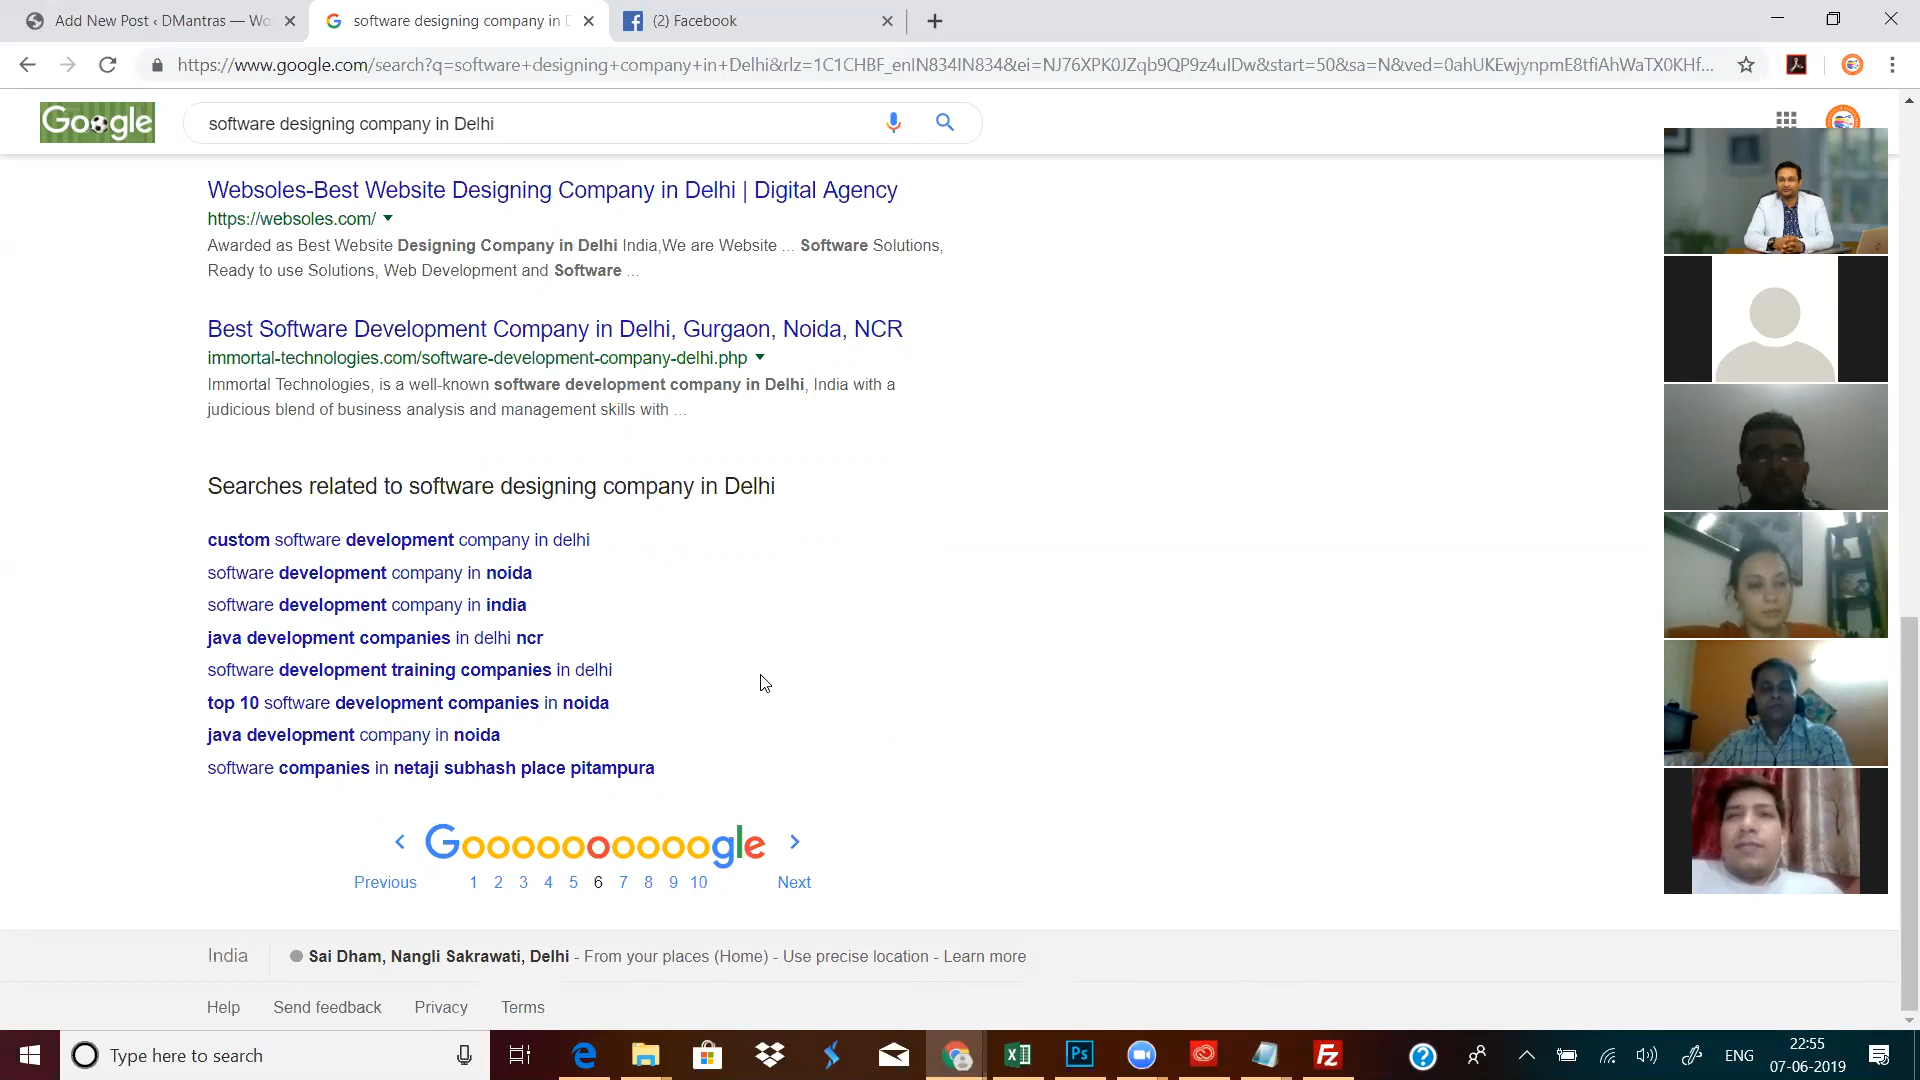 Add New Post ‹ DMantras — Wo
software designing company in D
(2) Facebook
https://www.google.com/search?q=software+designing+company+in+Delhi&rlz=1C1CHBF_enIN834IN834&ei=NJ76XPK0JZqb9QP9z4uIDw&start=50&sa=N&ved=0ahUKEwjynpmE8tfiAhWaTX0KHf...
Google
software designing company in Delhi
Websoles-Best Website Designing Company in Delhi | Digital Agency
https://websoles.com/
Awarded as Best Website Designing Company in Delhi India,We are Website ... Software Solutions,
Ready to use Solutions, Web Development and Software ...
Best Software Development Company in Delhi, Gurgaon, Noida, NCR
immortal-technologies.com/software-development-company-delhi.php
Immortal Technologies, is a well-known software development company in Delhi, India with a
judicious blend of business analysis and management skills with ...
Searches related to software designing company in Delhi
custom software development company in delhi
software development company in noida
software development company in india
java development companies in delhi ncr
software development training companies in delhi
top 10 software development companies in noida
java development company in noida
software companies in netaji subhash place pitampura
Goooooooooogle
Previous 1 2 3 4 5 6 7 8 9 10 Next
India Sai Dham, Nangli Sakrawati, Delhi - From your places (Home) - Use precise location - Learn more
Help Send feedback Privacy Terms
Type here to search
ENG
22:55
07-06-2019